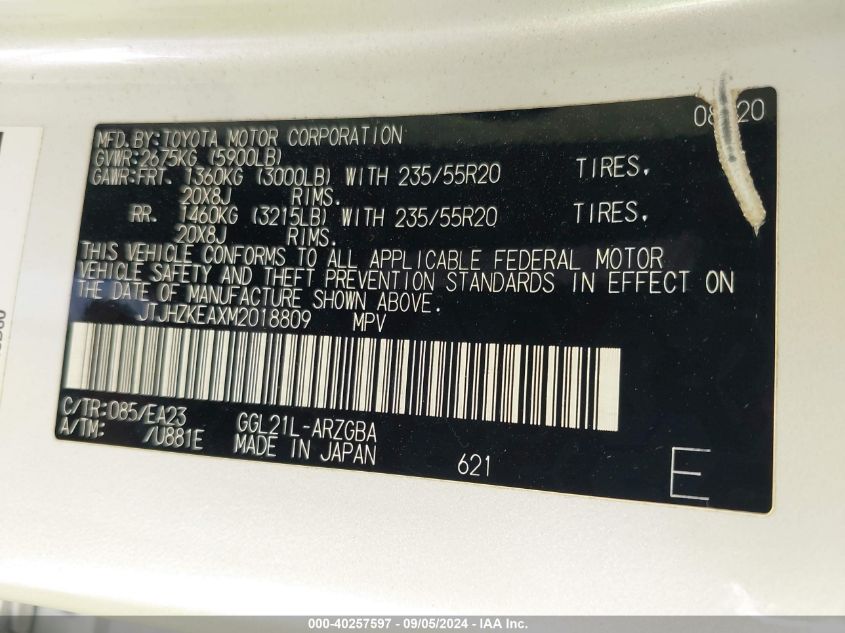 08/20
MFD.BY:TOYOTA MOTOR CORPORATION
GVWR:2675KG (5900LB)
GAWR:FRT. 1360KG (3000LB) WITH 235/55R20 TIRES,
20X8J RIMS.
RR. 1460KG (3215LB) WITH 235/55R20 TIRES,
20X8J RIMS.
THIS VEHICLE CONFORMS TO ALL APPLICABLE FEDERAL MOTOR
VEHICLE SAFETY AND THEFT PREVENTION STANDARDS IN EFFECT ON
THE DATE OF MANUFACTURE SHOWN ABOVE.
JTJHZKEAXM2018809 MPV
C/TR:085/EA23 GGL21L-ARZGBA
A/TM: /U881E MADE IN JAPAN
621
E
000-40257597 - 09/05/2024 - IAA Inc.